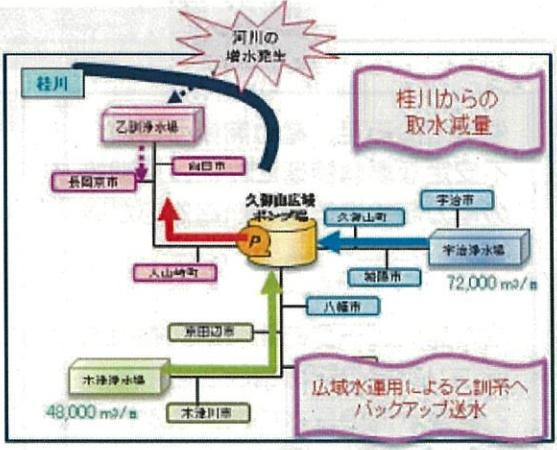 河川の
増水発生
桂川
桂川からの
取水減量
乙訓浄水場
向日市
長岡京市
久御山広域
ポンプ場
久御山町
宇治市
P
宇治浄水場
大山崎町
城陽市
72,000 m3/日
八幡市
京田辺市
木津浄水場
広域水運用による乙訓系へ
バックアップ送水
48,000 m3/日
木津川市